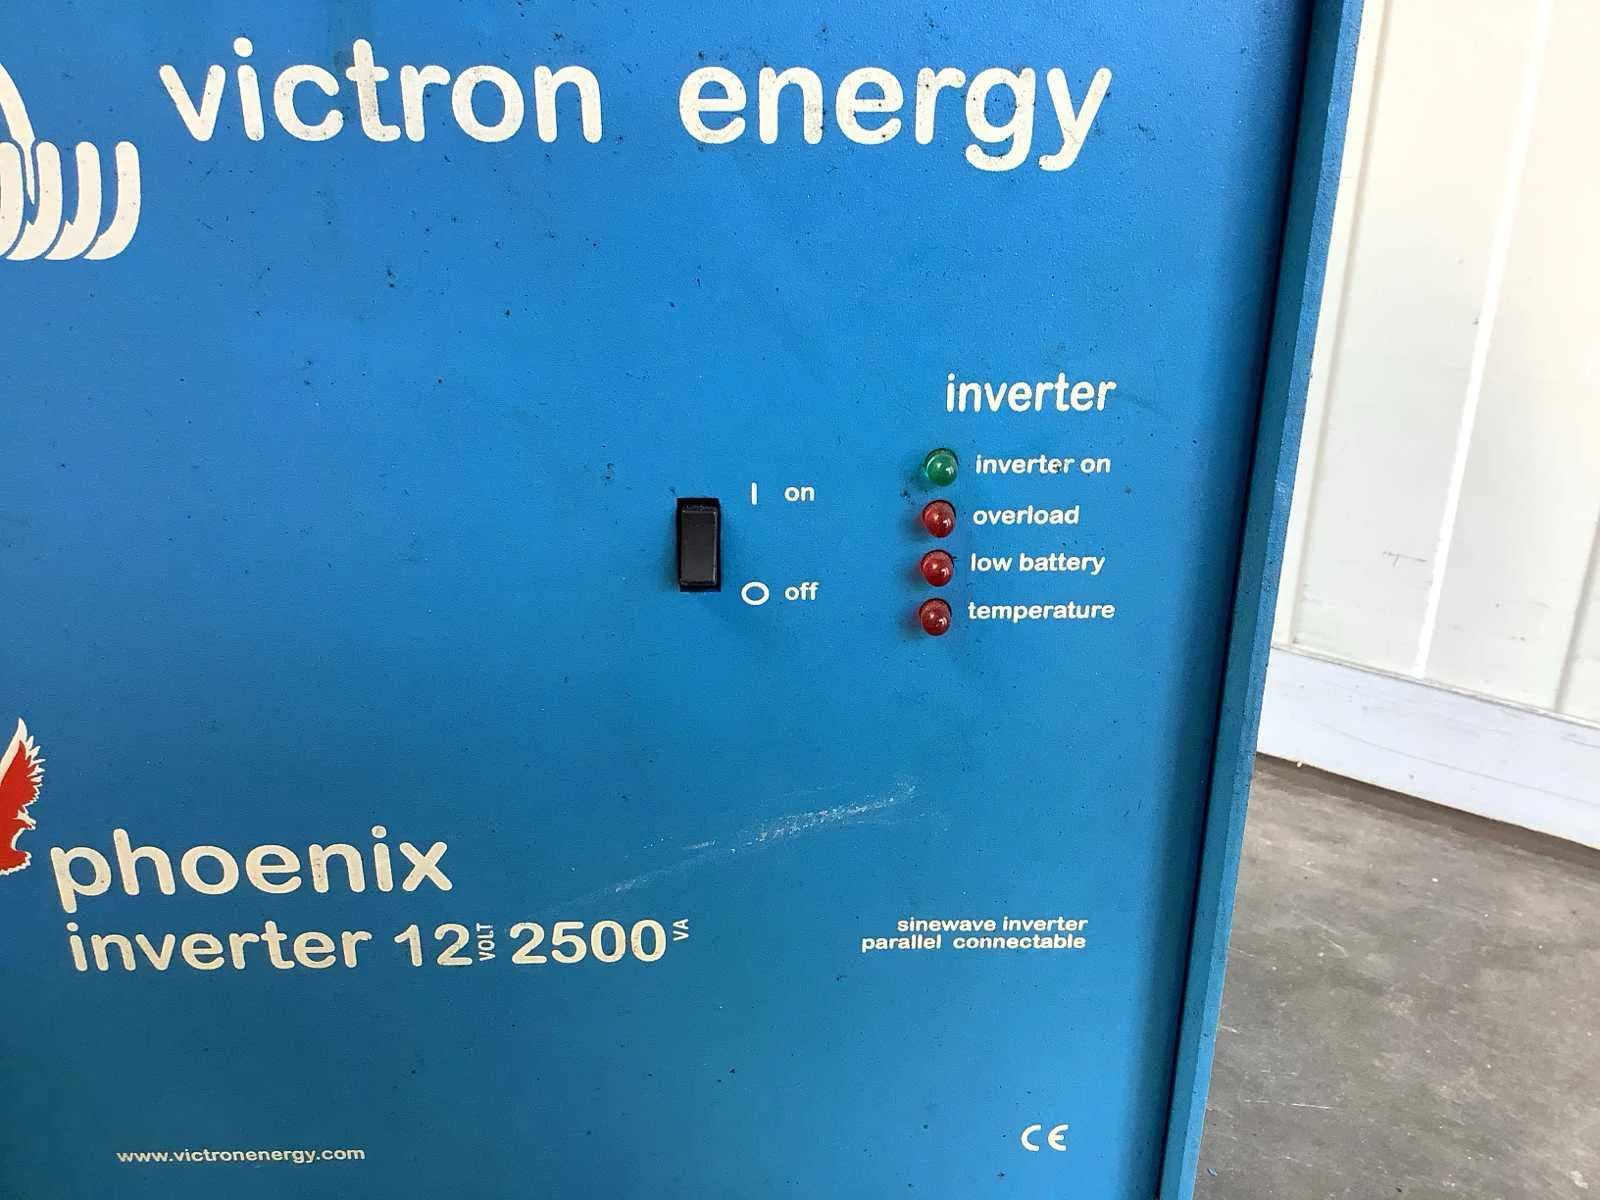 victron energy
inverter
inverter on
I on
overload
low battery
O off
temperature
phoenix
inverter 12 VOLT 2500 VA
sinewave inverter
parallel connectable
www.victronenergy.com
CE